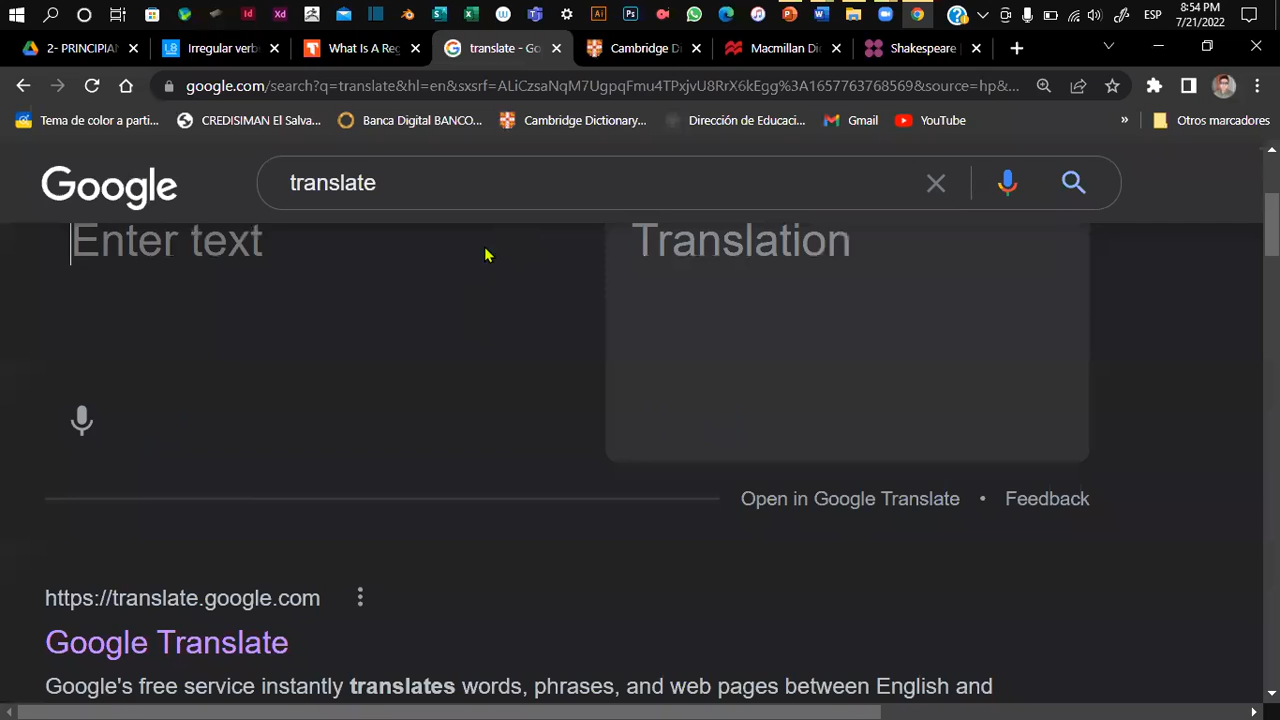 8:54 PM
ESP
7/21/2022
2- PRINCIPIAN
Irregular verb
What Is A Reg
translate - Go
Cambridge Di
Macmillan Dic
Shakespeare
google.com/search?q=translate&hl=en&sxsrf=ALiCzsaNqM7UgpqFmu4TPxjvU8RrX6kEgg%3A1657763768569&source=hp&...
Tema de color a parti...
CREDISIMAN El Salva...
Banca Digital BANCO...
Cambridge Dictionary...
Dirección de Educaci...
Gmail
YouTube
»
Otros marcadores
Google
translate
Enter text
Translation
Open in Google Translate • Feedback
https://translate.google.com
Google Translate
Google's free service instantly translates words, phrases, and web pages between English and